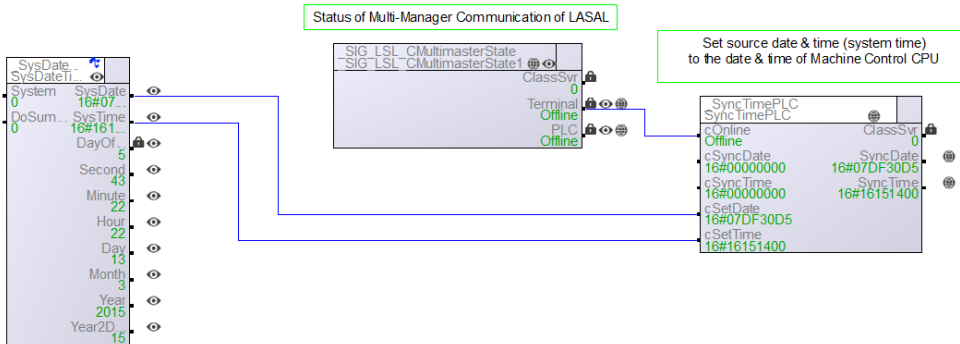 Status of Multi-Manager Communication of LASAL
Set source date & time (system time)
to the date & time of Machine Control CPU
SysDate...
SysDateTi...
System SysDate
0 16#07...
DoSum... SysTime
0 16#161...
DayOf...
5
Second
43
Minute
22
Hour
22
Day
13
Month
3
Year
2015
Year2D...
15
SIG_LSL_CMultimasterState
SIG_LSL_CMultimasterState1
ClassSvr
0
Terminal
Offline
PLC
Offline
SyncTimePLC
SyncTimePLC
cOnline ClassSvr
Offline 0
cSyncDate SyncDate
16#00000000 16#07DF30D5
cSyncTime SyncTime
16#00000000 16#16151400
cSetDate
16#07DF30D5
cSetTime
16#16151400